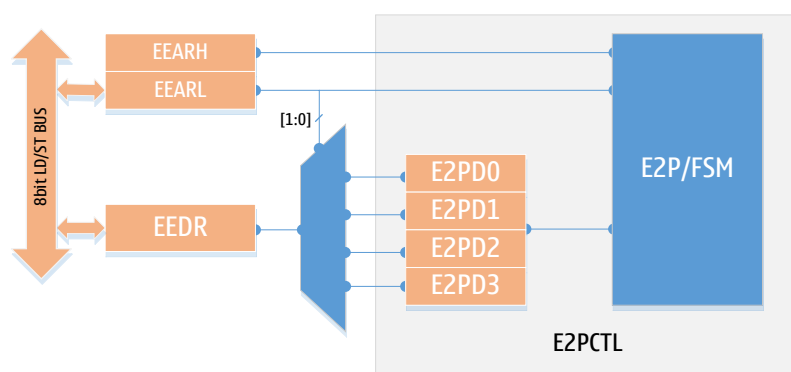 8bit LD/ST BUS
EEARH
EEARL
[1:0]
EEDR
E2PD0
E2PD1
E2PD2
E2PD3
E2P/FSM
E2PCTL